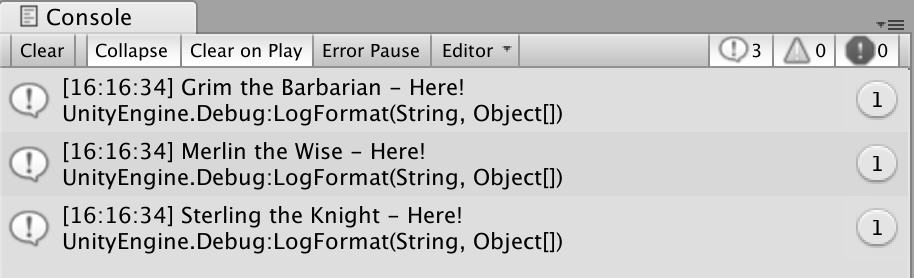 Console
Clear Collapse Clear on Play Error Pause Editor 3 0 0
[16:16:34] Grim the Barbarian – Here!
UnityEngine.Debug:LogFormat(String, Object[])
1
[16:16:34] Merlin the Wise – Here!
UnityEngine.Debug:LogFormat(String, Object[])
1
[16:16:34] Sterling the Knight – Here!
UnityEngine.Debug:LogFormat(String, Object[])
1